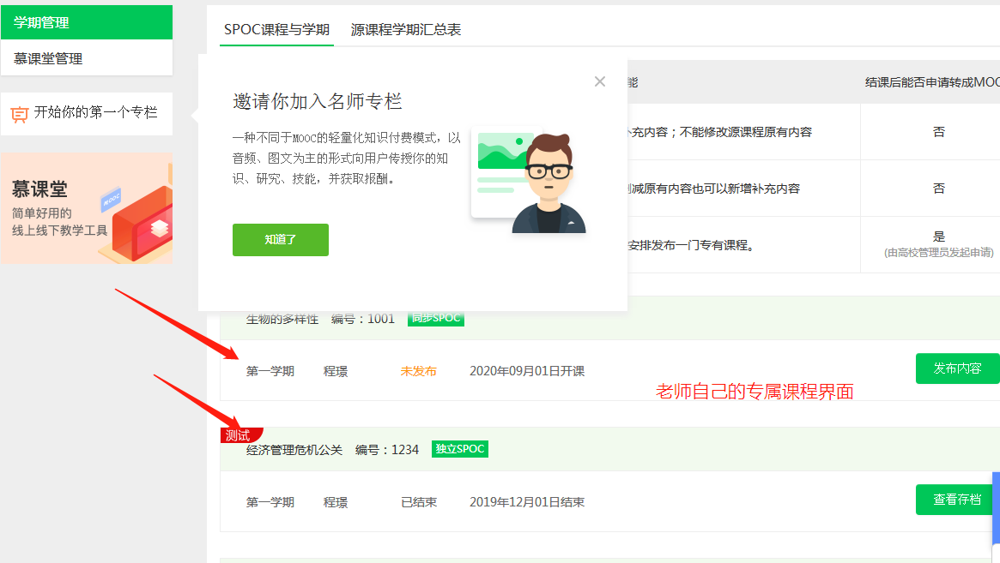 学期管理
慕课堂管理
开始你的第一个专栏
慕课堂
简单好用的
线上线下教学工具
MOOC
SPOC课程与学期 源课程学期汇总表
邀请你加入名师专栏
一种不同于MOOC的轻量化知识付费模式，以
音频、图文为主的形式向用户传授你的知
识、研究、技能，并获取报酬。
知道了
能 结课后能否申请转成MOOC
补充内容；不能修改源课程原有内容 否
删减原有内容也可以新增补充内容 否
安排发布一门专有课程。 是
(由高校管理员发起申请)
生物的多样性 编号：1001 同步SPOC
第一学期 程璟 未发布 2020年09月01日开课 发布内容
老师自己的专属课程界面
测试
经济管理危机公关 编号：1234 独立SPOC
第一学期 程璟 已结束 2019年12月01日结束 查看存档